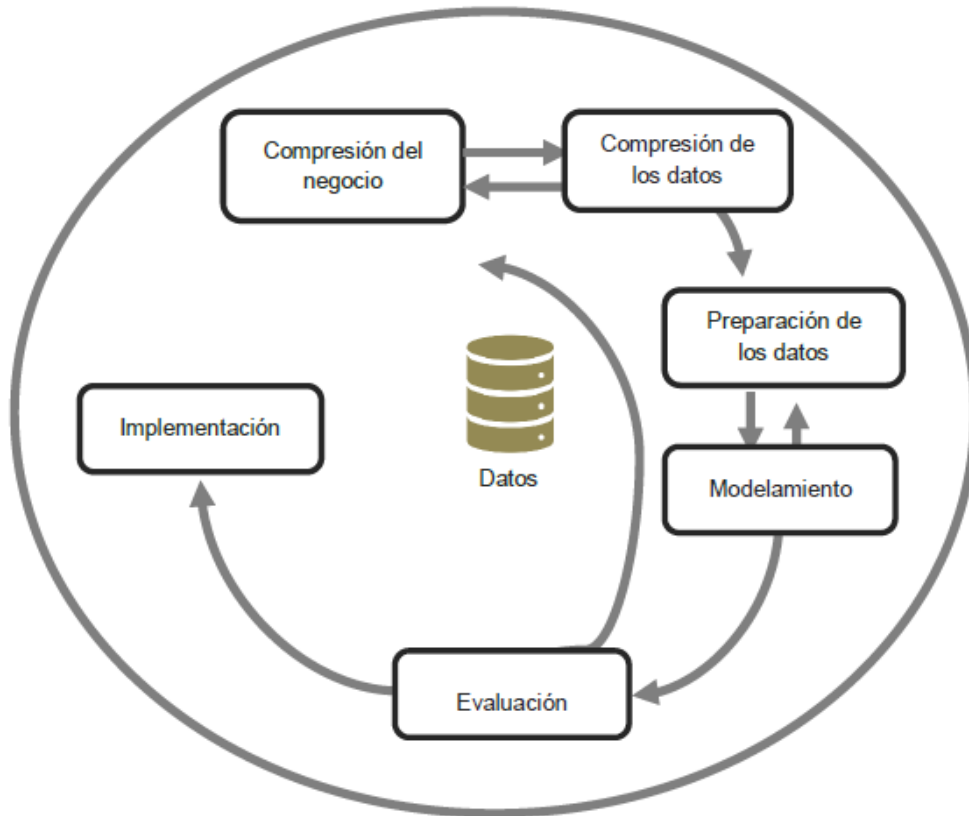 Compresión del
negocio
Compresión de
los datos
Preparación de
los datos
Implementación
Datos
Modelamiento
Evaluación